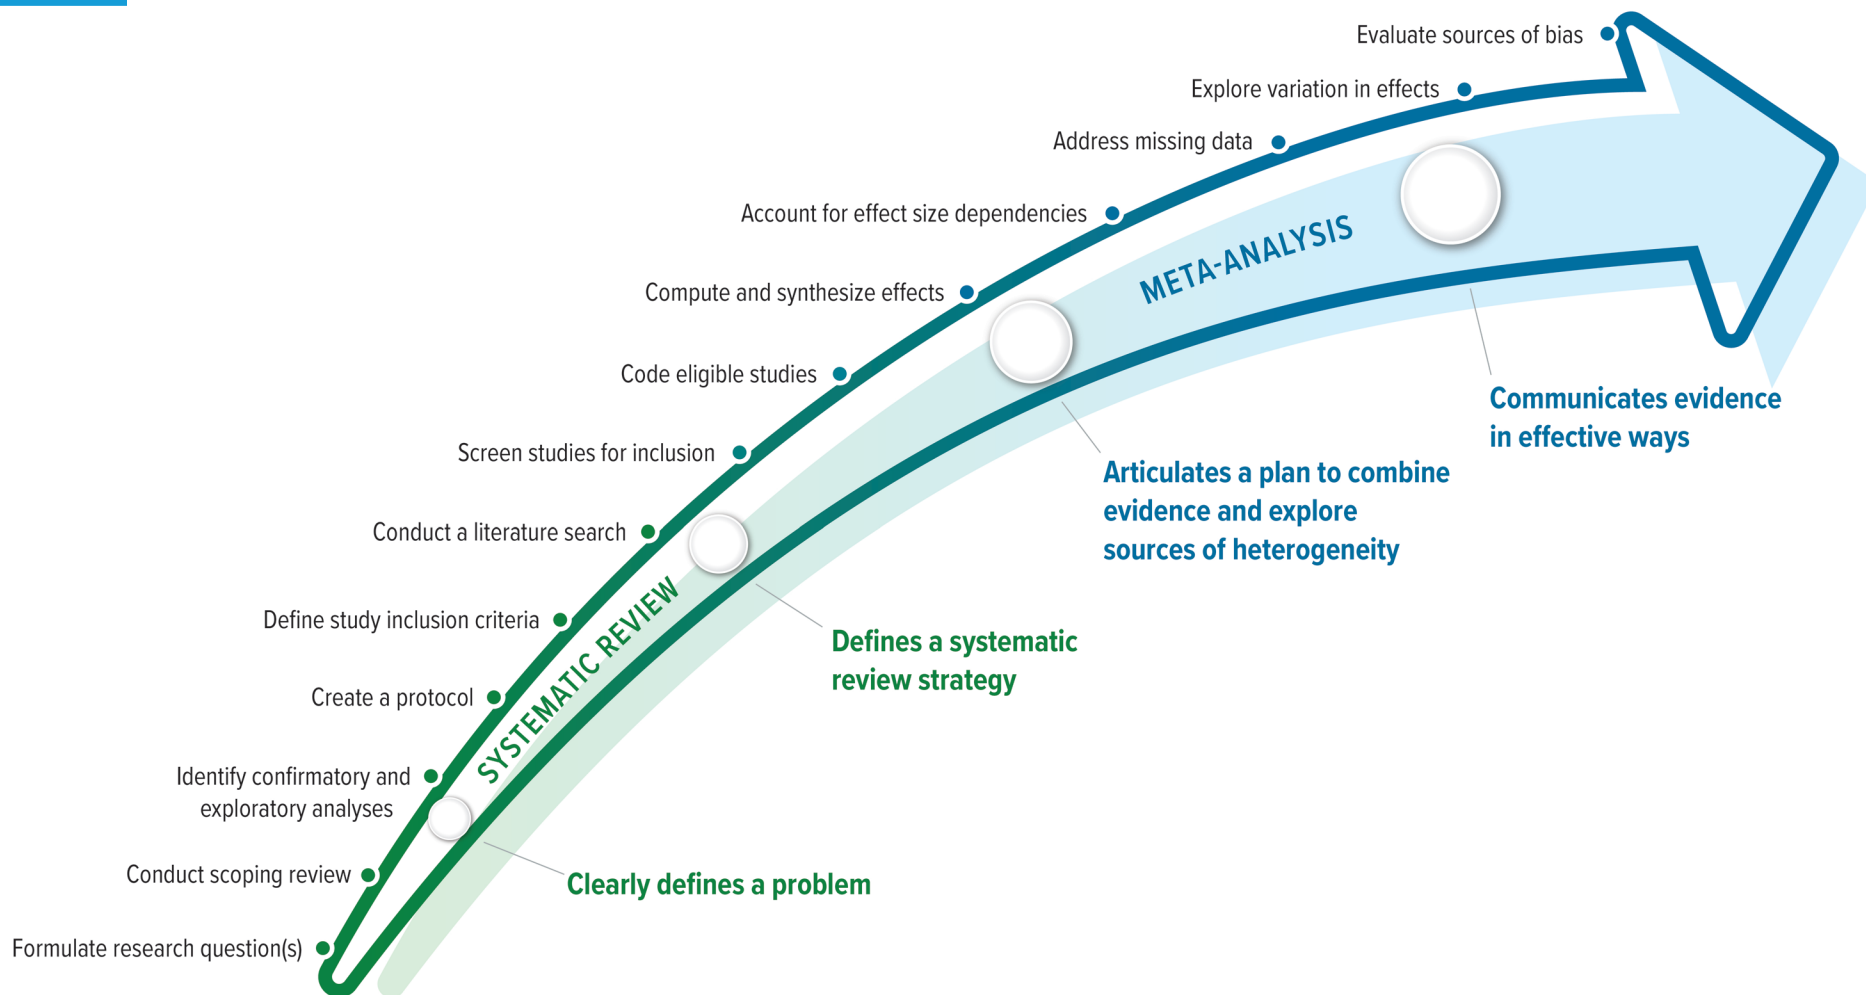 Evaluate sources of bias
Explore variation in effects
Address missing data
Account for effect size dependencies
Compute and synthesize effects
Code eligible studies
Screen studies for inclusion
Conduct a literature search
Define study inclusion criteria
Create a protocol
Identify confirmatory and
exploratory analyses
Conduct scoping review
Formulate research question(s)
SYSTEMATIC REVIEW
META-ANALYSIS
Clearly defines a problem
Defines a systematic
review strategy
Articulates a plan to combine
evidence and explore
sources of heterogeneity
Communicates evidence
in effective ways